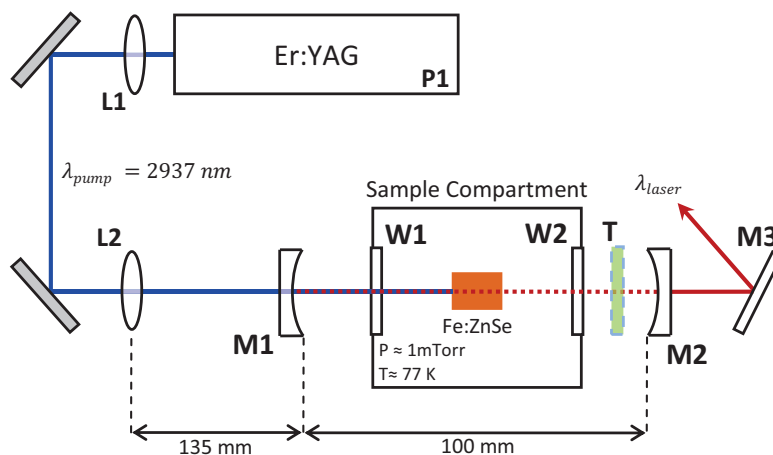 Er:YAG
P1
L1
λpump = 2937 nm
Sample Compartment
λlaser
L2
W1
W2
T
M3
M1
Fe:ZnSe
M2
P ≈ 1mTorr
T≈ 77 K
135 mm
100 mm